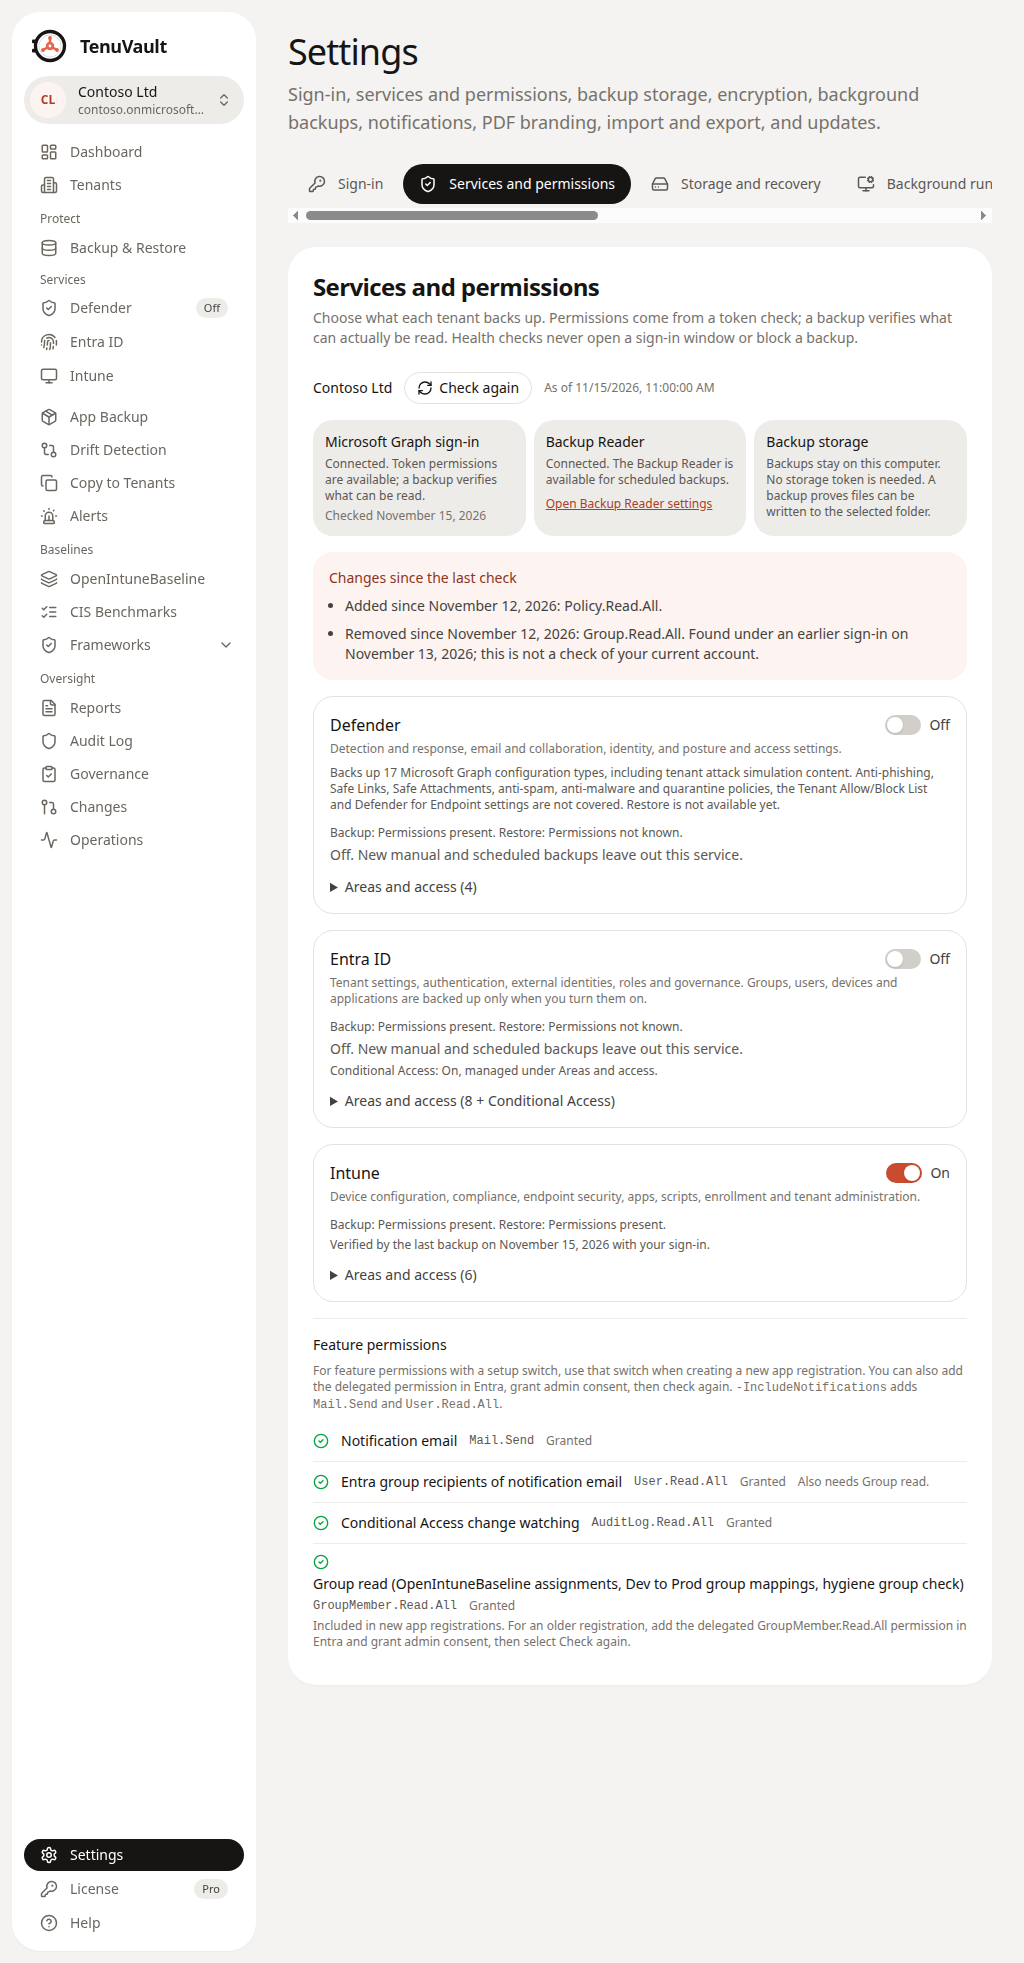 TenuVault
CL
Contoso Ltd
contoso.onmicrosoft...
Dashboard
Tenants
Protect
Backup & Restore
Services
Defender
Off
Entra ID
Intune
App Backup
Drift Detection
Copy to Tenants
Alerts
Baselines
OpenIntuneBaseline
CIS Benchmarks
Frameworks
Oversight
Reports
Audit Log
Governance
Changes
Operations
Settings
License
Pro
Help
Settings
Sign-in, services and permissions, backup storage, encryption, background
backups, notifications, PDF branding, import and export, and updates.
Sign-in
Services and permissions
Storage and recovery
Background run
Services and permissions
Choose what each tenant backs up. Permissions come from a token check; a backup verifies what
can actually be read. Health checks never open a sign-in window or block a backup.
Contoso Ltd
Check again
As of 11/15/2026, 11:00:00 AM
Microsoft Graph sign-in
Connected. Token permissions
are available; a backup verifies
what can be read.
Checked November 15, 2026
Backup Reader
Connected. The Backup Reader is
available for scheduled backups.
Open Backup Reader settings
Backup storage
Backups stay on this computer.
No storage token is needed. A
backup proves files can be
written to the selected folder.
Changes since the last check
Added since November 12, 2026: Policy.Read.All.
Removed since November 12, 2026: Group.Read.All. Found under an earlier sign-in on
November 13, 2026; this is not a check of your current account.
Defender
Off
Detection and response, email and collaboration, identity, and posture and access settings.
Backs up 17 Microsoft Graph configuration types, including tenant attack simulation content. Anti-phishing,
Safe Links, Safe Attachments, anti-spam, anti-malware and quarantine policies, the Tenant Allow/Block List
and Defender for Endpoint settings are not covered. Restore is not available yet.
Backup: Permissions present. Restore: Permissions not known.
Off. New manual and scheduled backups leave out this service.
Areas and access (4)
Entra ID
Off
Tenant settings, authentication, external identities, roles and governance. Groups, users, devices and
applications are backed up only when you turn them on.
Backup: Permissions present. Restore: Permissions not known.
Off. New manual and scheduled backups leave out this service.
Conditional Access: On, managed under Areas and access.
Areas and access (8 + Conditional Access)
Intune
On
Device configuration, compliance, endpoint security, apps, scripts, enrollment and tenant administration.
Backup: Permissions present. Restore: Permissions present.
Verified by the last backup on November 15, 2026 with your sign-in.
Areas and access (6)
Feature permissions
For feature permissions with a setup switch, use that switch when creating a new app registration. You can also add
the delegated permission in Entra, grant admin consent, then check again. -IncludeNotifications adds
Mail.Send and User.Read.All.
Notification email Mail.Send Granted
Entra group recipients of notification email User.Read.All Granted Also needs Group read.
Conditional Access change watching AuditLog.Read.All Granted
Group read (OpenIntuneBaseline assignments, Dev to Prod group mappings, hygiene group check)
GroupMember.Read.All Granted
Included in new app registrations. For an older registration, add the delegated GroupMember.Read.All permission in
Entra and grant admin consent, then select Check again.